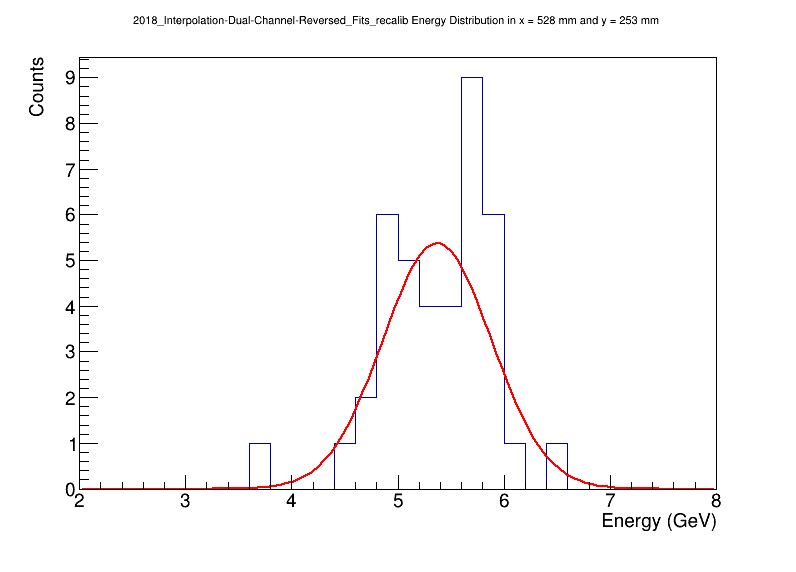 2018_Interpolation-Dual-Channel-Reversed_Fits_recalib Energy Distribution in x = 528 mm and y = 253 mm
Counts
9
8
7
6
5
4
3
2
1
0
2 3 4 5 6 7 8
Energy (GeV)